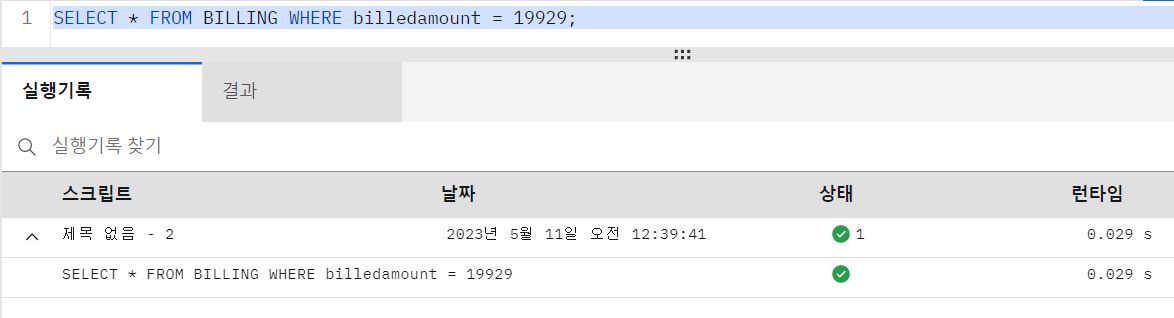 1 SELECT * FROM BILLING WHERE billedamount = 19929;
실행기록 결과
실행기록 찾기
스크립트 날짜 상태 런타임
제목 없음 - 2 2023년 5월 11일 오전 12:39:41 1 0.029 s
SELECT * FROM BILLING WHERE billedamount = 19929 0.029 s